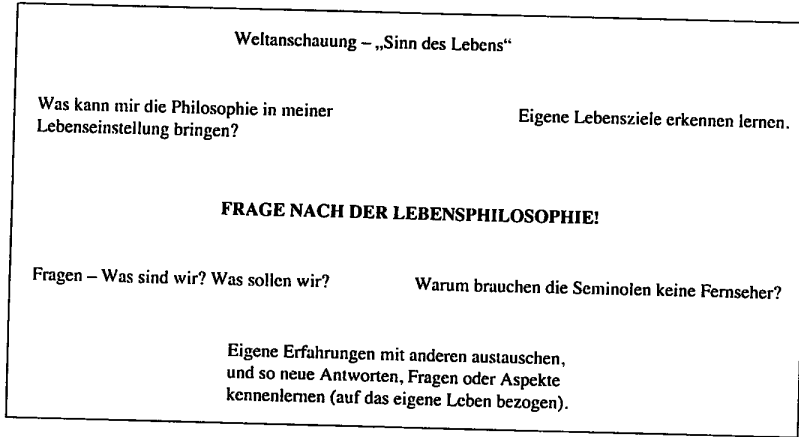 Weltanschauung – „Sinn des Lebens“
Was kann mir die Philosophie in meiner
Lebenseinstellung bringen?
Eigene Lebensziele erkennen lernen.
FRAGE NACH DER LEBENSPHILOSOPHIE!
Fragen – Was sind wir? Was sollen wir?
Warum brauchen die Seminolen keine Fernseher?
Eigene Erfahrungen mit anderen austauschen,
und so neue Antworten, Fragen oder Aspekte
kennenlernen (auf das eigene Leben bezogen).